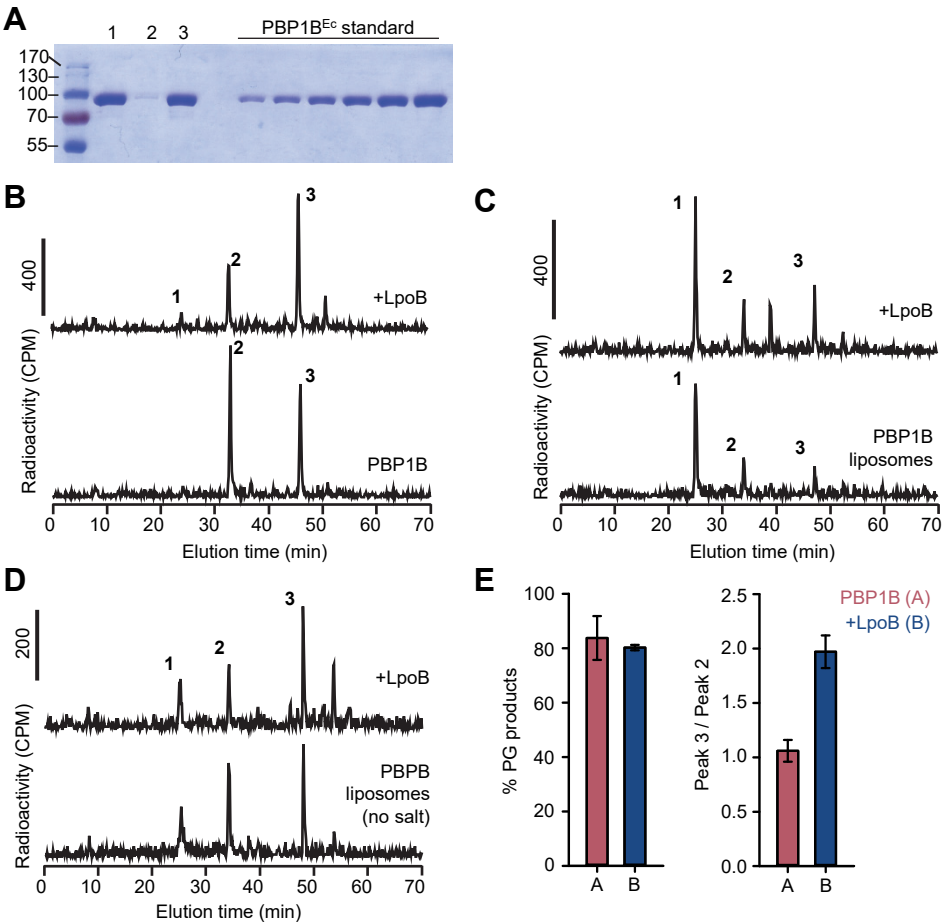 A
1 2 3 PBP1B^Ec standard
170
130
100
70
55
B
3
2
1
400
+LpoB
2
3
PBP1B
Radioactivity (CPM)
0 10 20 30 40 50 60 70
Elution time (min)
C
1
2
3
400
+LpoB
1
2
3
PBP1B
liposomes
Radioactivity (CPM)
0 10 20 30 40 50 60 70
Elution time (min)
D
3
2
1
200
+LpoB
PBPB
liposomes
(no salt)
Radioactivity (CPM)
0 10 20 30 40 50 60 70
Elution time (min)
E
100
80
60
40
20
0
% PG products
A B
2.5
2.0
1.5
1.0
0.5
0.0
Peak 3 / Peak 2
A B
PBP1B (A)
+LpoB (B)